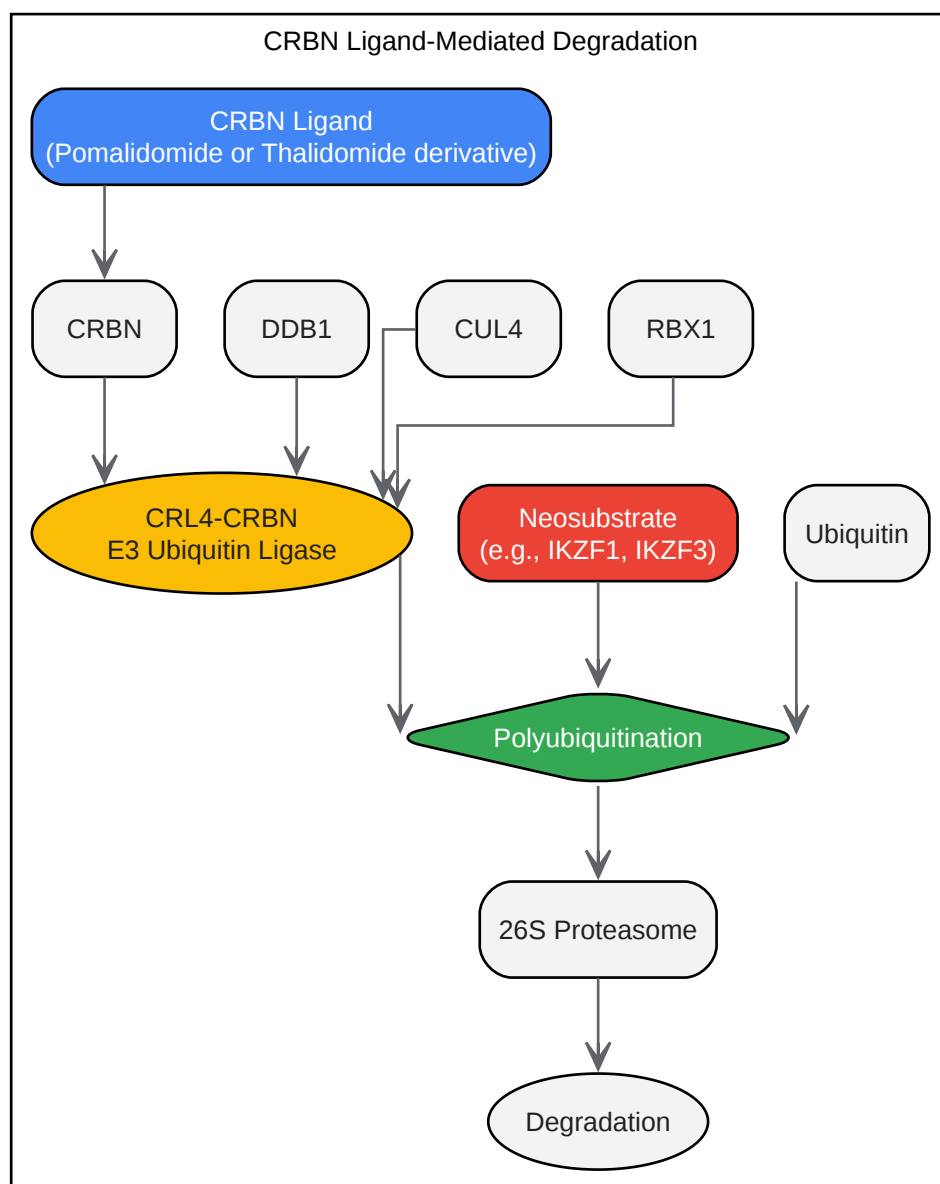 CRBN Ligand-Mediated Degradation
CRBN Ligand
(Pomalidomide or Thalidomide derivative)
CRBN
DDB1
CUL4
RBX1
CRL4-CRBN
E3 Ubiquitin Ligase
Neosubstrate
(e.g., IKZF1, IKZF3)
Ubiquitin
Polyubiquitination
26S Proteasome
Degradation